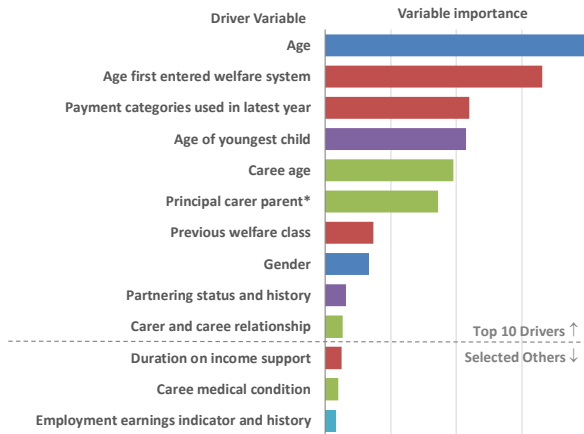 Driver Variable Variable importance
Age
Age first entered welfare system
Payment categories used in latest year
Age of youngest child
Caree age
Principal carer parent*
Previous welfare class
Gender
Partnering status and history
Carer and caree relationship
Top 10 Drivers ↑
Selected Others ↓
Duration on income support
Caree medical condition
Employment earnings indicator and history